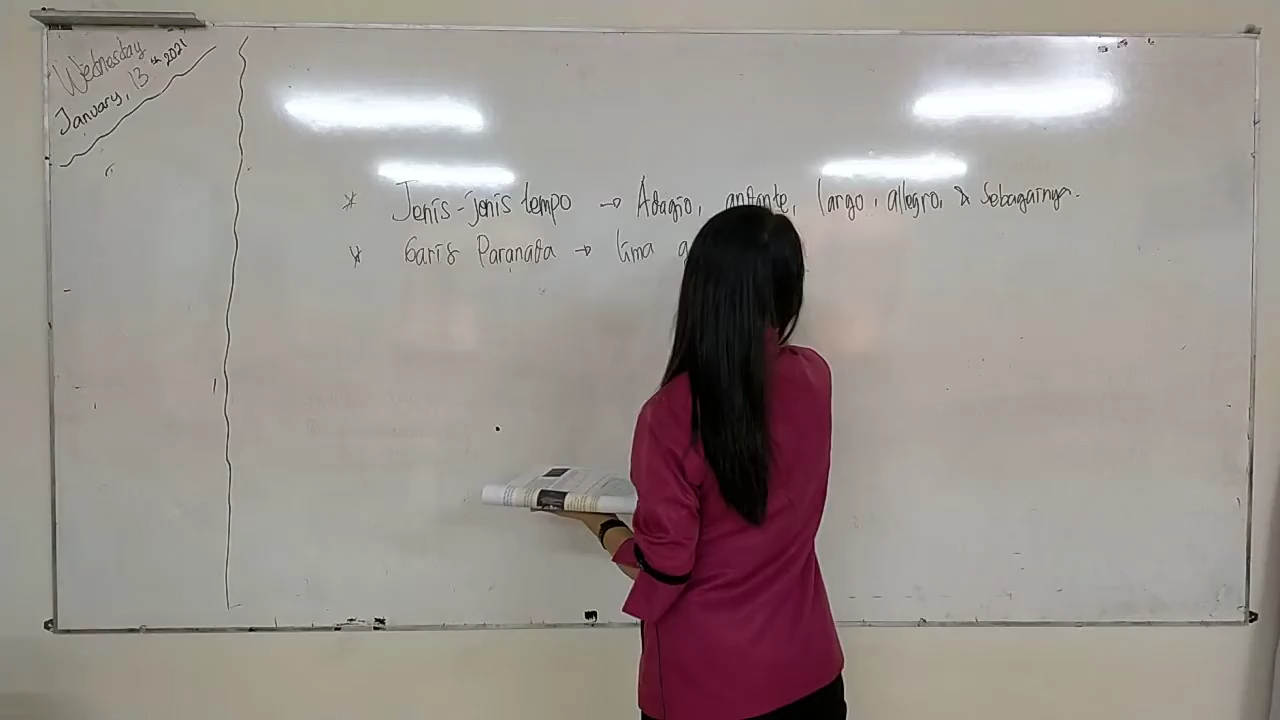 Wednesday
January, 13th 2021
* Jenis-jenis tempo → Adagio, andante, largo, allegro, & Sebagainya.
* Garis Paranada → lima